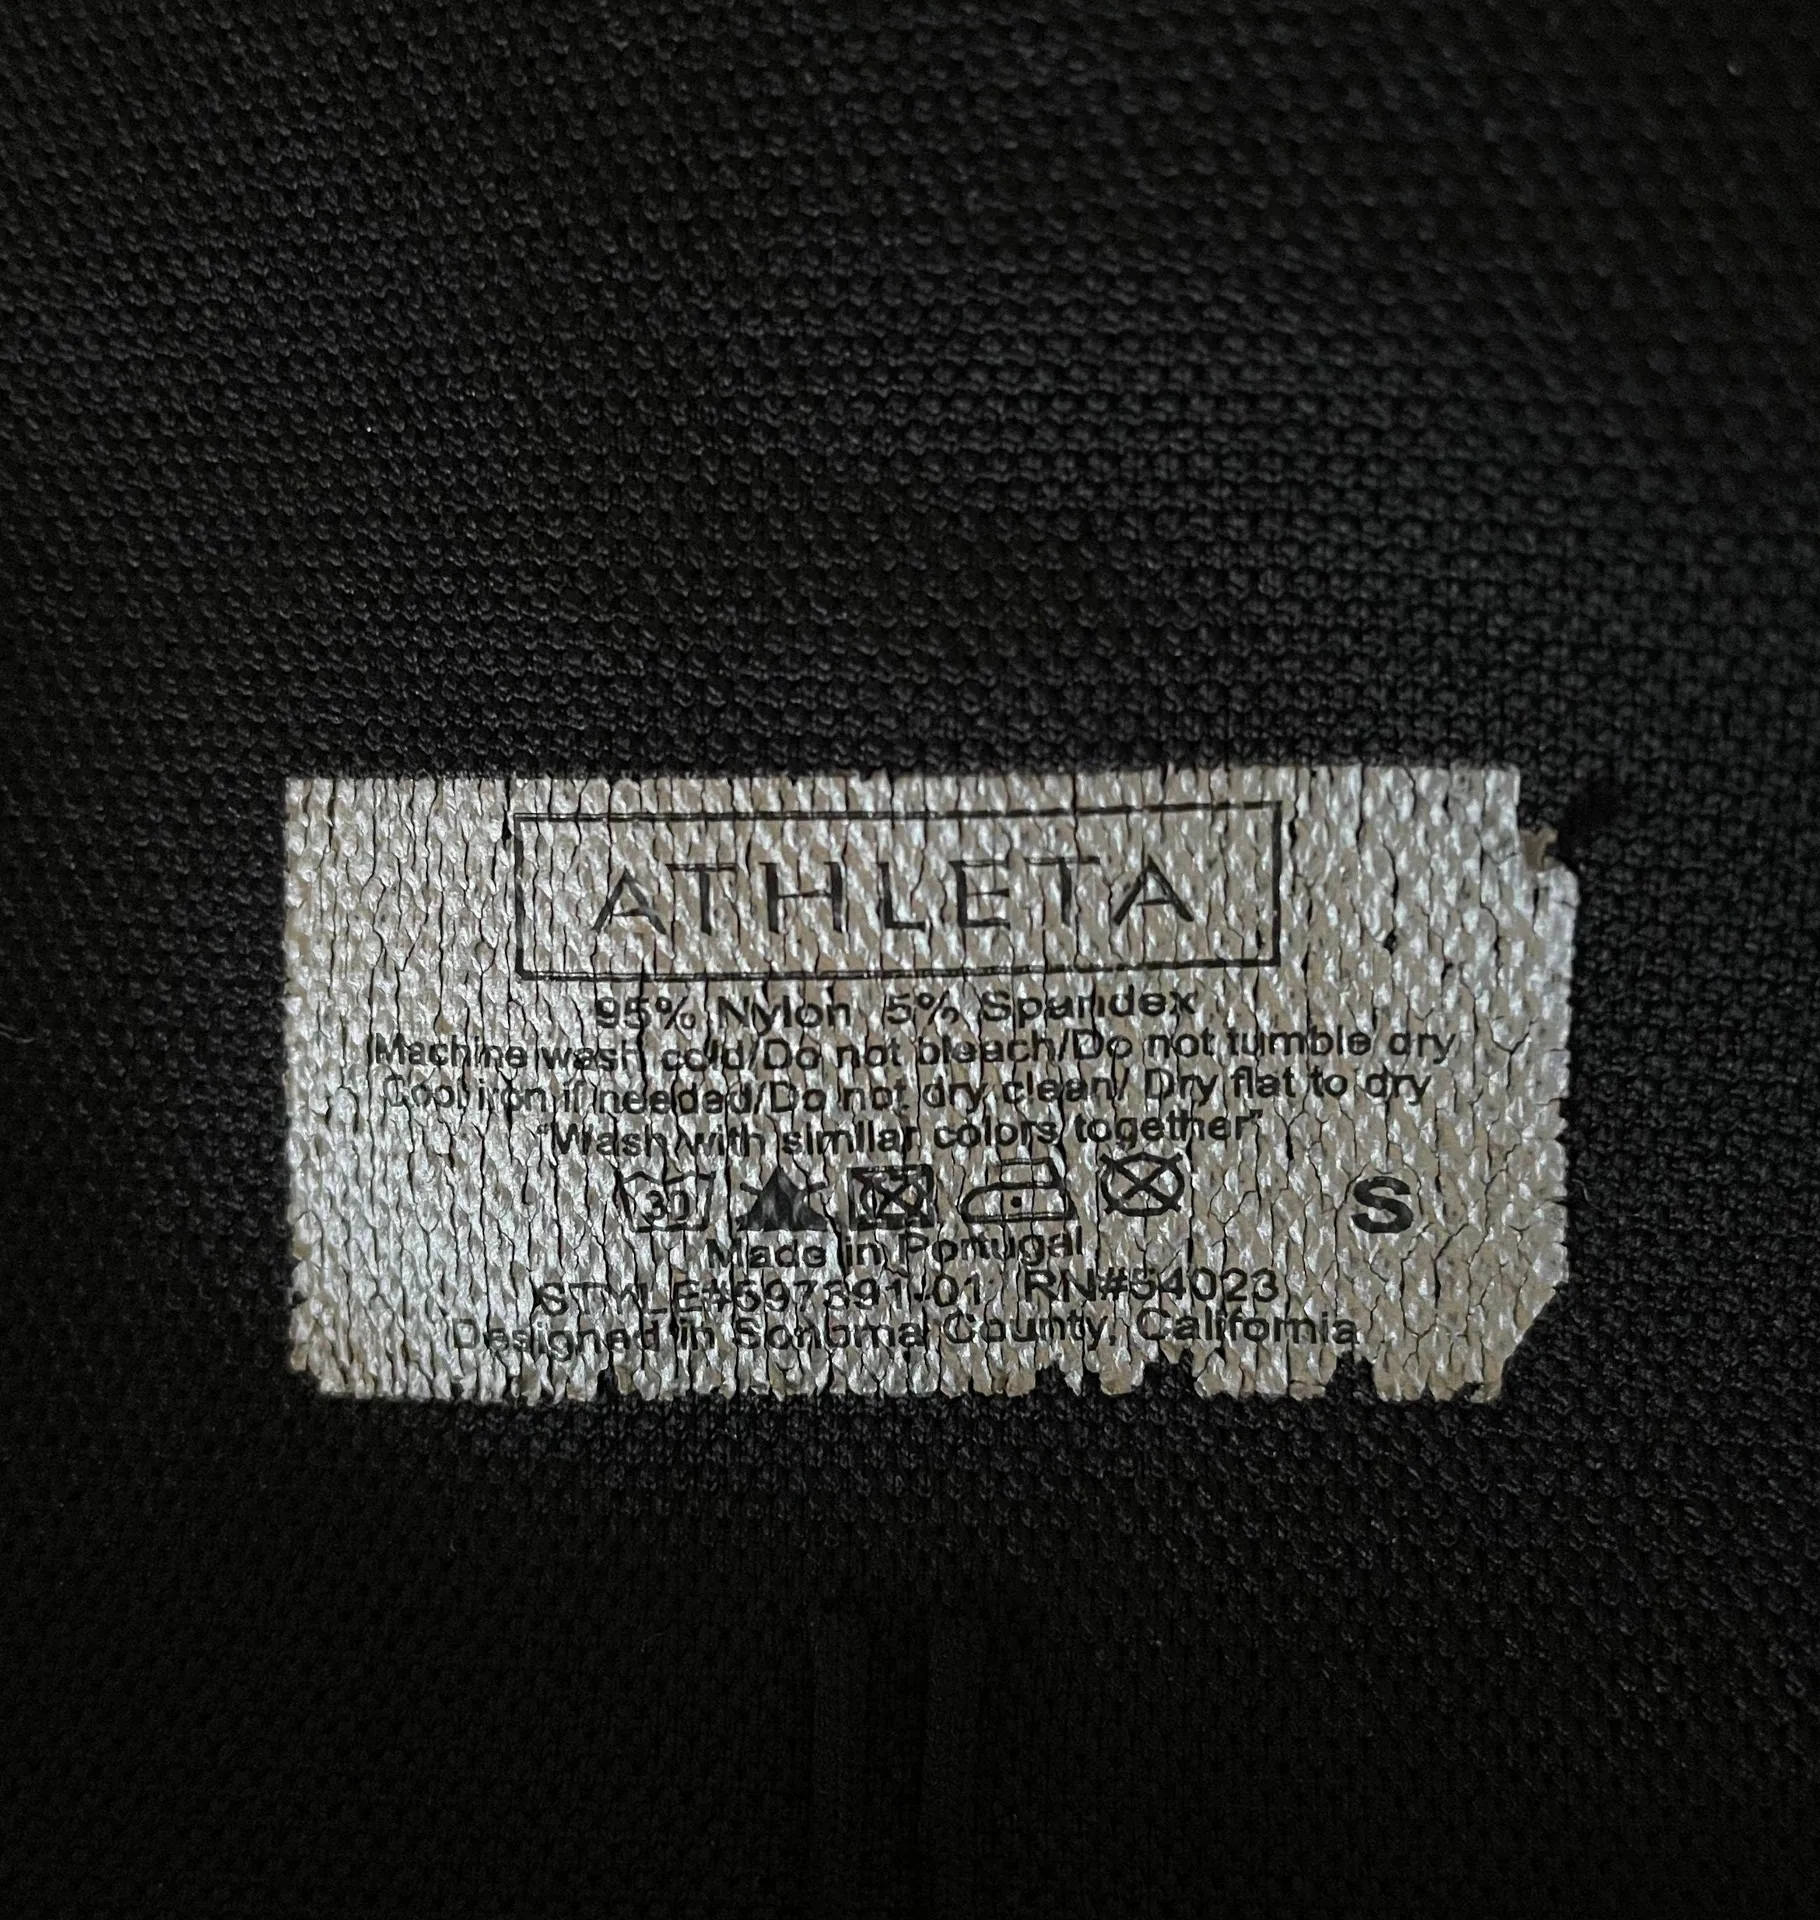 ATHLETA
95% Nylon 5% Spandex
Machine wash cold/Do not bleach/Do not tumble dry
Cool iron if needed/Do not dry clean/ Dry flat to dry
"Wash with similar colors together"
30
S
Made in Portugal
STYLE#597391-01 RN#54023
Designed in Sonoma County, California